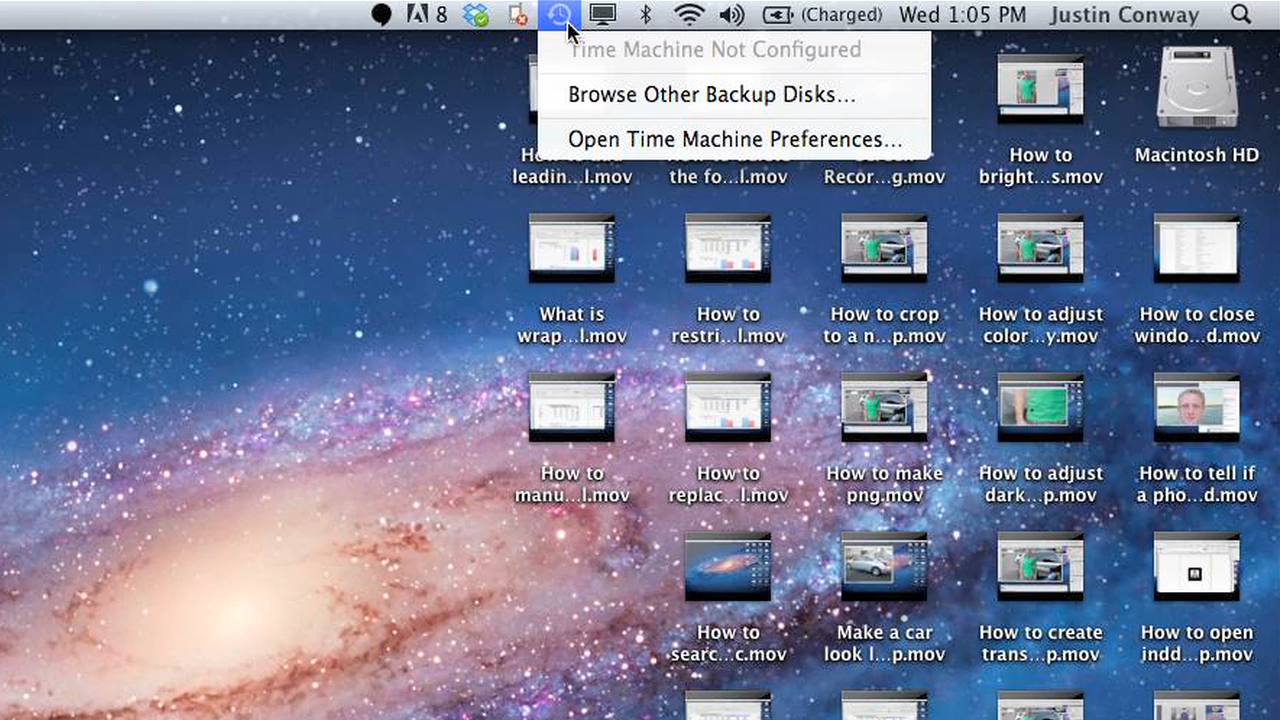 8 (Charged) Wed 1:05 PM Justin Conway
Time Machine Not Configured
Browse Other Backup Disks...
Open Time Machine Preferences...
leadin...l.mov
the fo...l.mov
Recor...g.mov
How to
bright...s.mov
Macintosh HD
What is
wrap...l.mov
How to
restri...l.mov
How to crop
to a n...p.mov
How to adjust
color...y.mov
How to close
windo...d.mov
How to
manu...l.mov
How to
replac...l.mov
How to make
png.mov
How to adjust
dark...p.mov
How to tell if
a pho...d.mov
How to
searc...c.mov
Make a car
look l...p.mov
How to create
trans...p.mov
How to open
indd...p.mov